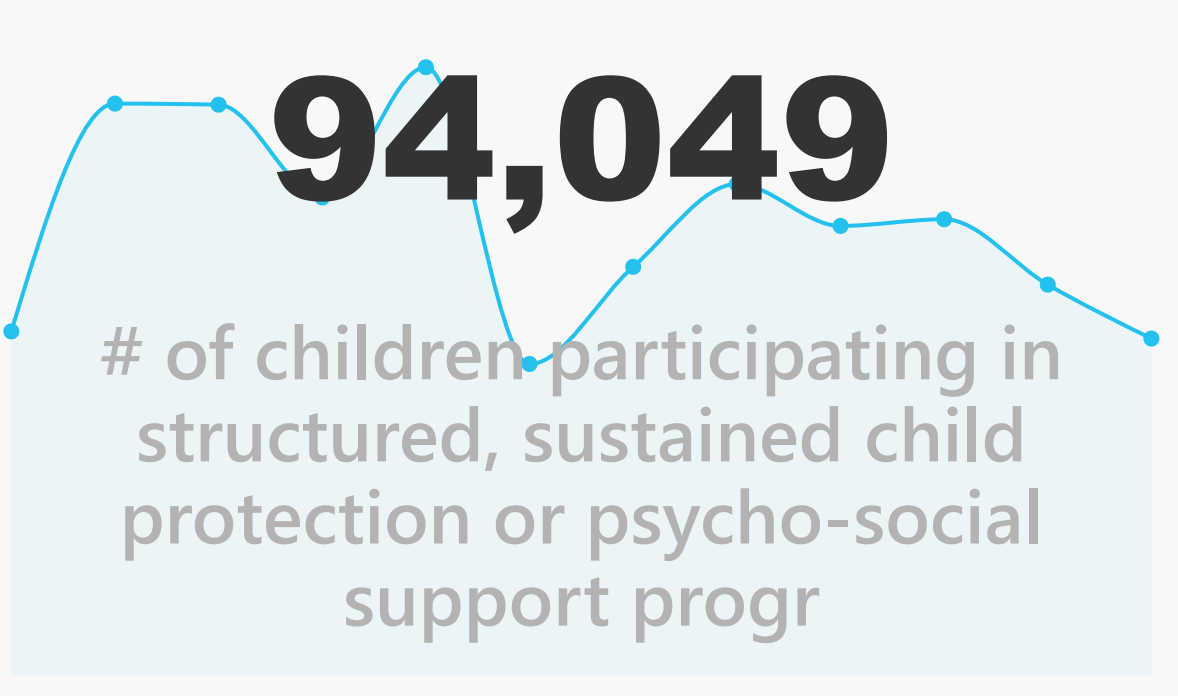 94,049
# of children participating in
structured, sustained child
protection or psycho-social
support progr